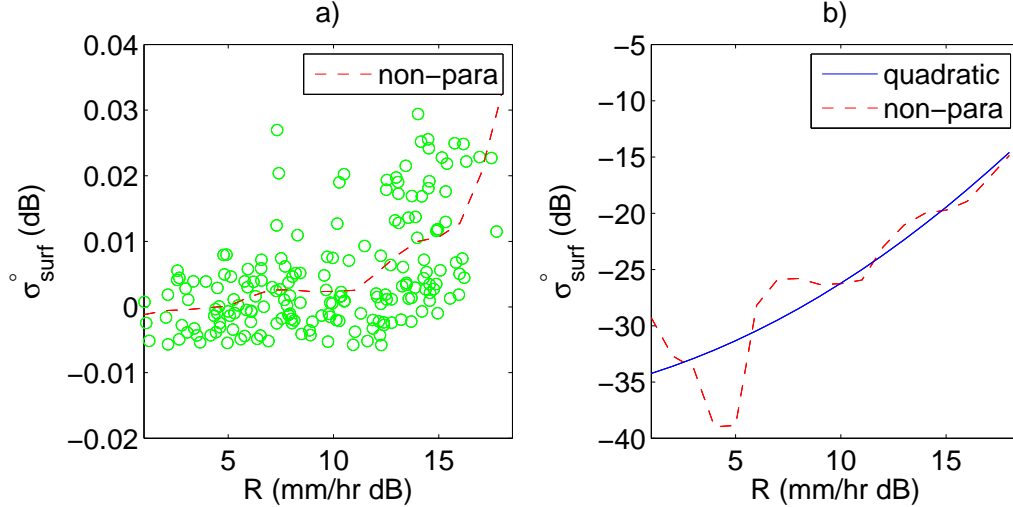 a)
0.04
0.03
0.02
0.01
0
−0.01
−0.02
5
10
15
R (mm/hr dB)
σ°surf (dB)
non−para
b)
−5
−10
−15
−20
−25
−30
−35
−40
5
10
15
R (mm/hr dB)
σ°surf (dB)
quadratic
non−para